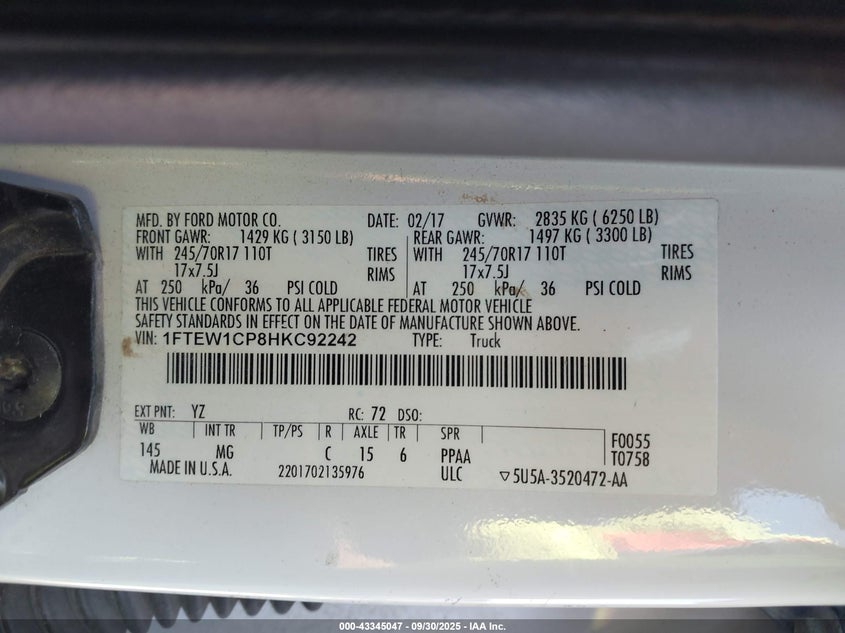 MFD. BY FORD MOTOR CO. DATE: 02/17 GVWR: 2835 KG ( 6250 LB)
FRONT GAWR: 1429 KG ( 3150 LB) REAR GAWR: 1497 KG ( 3300 LB)
WITH 245/70R17 110T TIRES WITH 245/70R17 110T TIRES
17x7.5J RIMS 17x7.5J RIMS
AT 250 kPa/ 36 PSI COLD AT 250 kPa/ 36 PSI COLD
THIS VEHICLE CONFORMS TO ALL APPLICABLE FEDERAL MOTOR VEHICLE
SAFETY STANDARDS IN EFFECT ON THE DATE OF MANUFACTURE SHOWN ABOVE.
VIN: 1FTEW1CP8HKC92242 TYPE: Truck
EXT PNT: YZ RC: 72 DSO:
WB INT TR TP/PS R AXLE TR SPR F0055
145 MG C 15 6 PPAA T0758
MADE IN U.S.A. 2201702135976 ULC ▽5U5A-3520472-AA
000-43345047 - 09/30/2025 - IAA Inc.